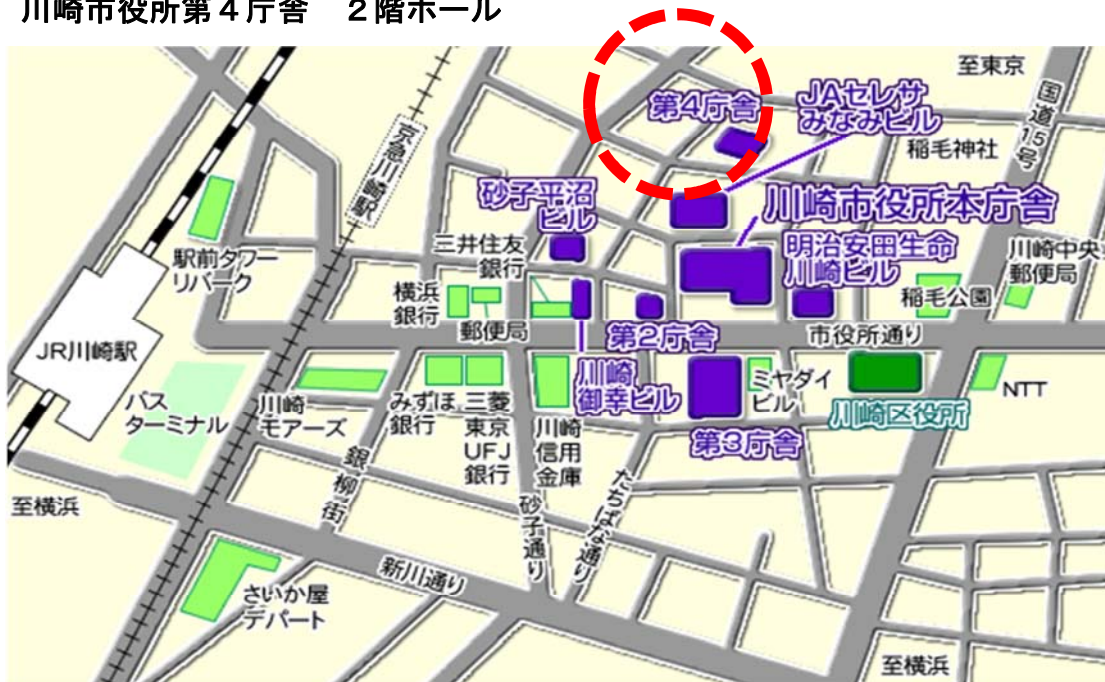 川崎市役所第４庁舎　２階ホール
至東京
国道15号
JAセレサ
みなみビル
第4庁舎
稲毛神社
京急川崎駅
砂子平沼
ビル
川崎市役所本庁舎
三井住友
銀行
明治安田生命
川崎ビル
川崎中央
郵便局
駅前タワー
リバーク
横浜
銀行
稲毛公園
郵便局
第2庁舎
市役所通り
JR川崎駅
川崎
御幸ビル
ミヤダイ
ビル
NTT
バス
ターミナル
川崎
モアーズ
みずほ
銀行
三菱
東京
UFJ
銀行
川崎
信用
金庫
川崎区役所
第3庁舎
銀柳街
たちばな通り
至横浜
砂子通り
新川通り
さいか屋
デパート
至横浜